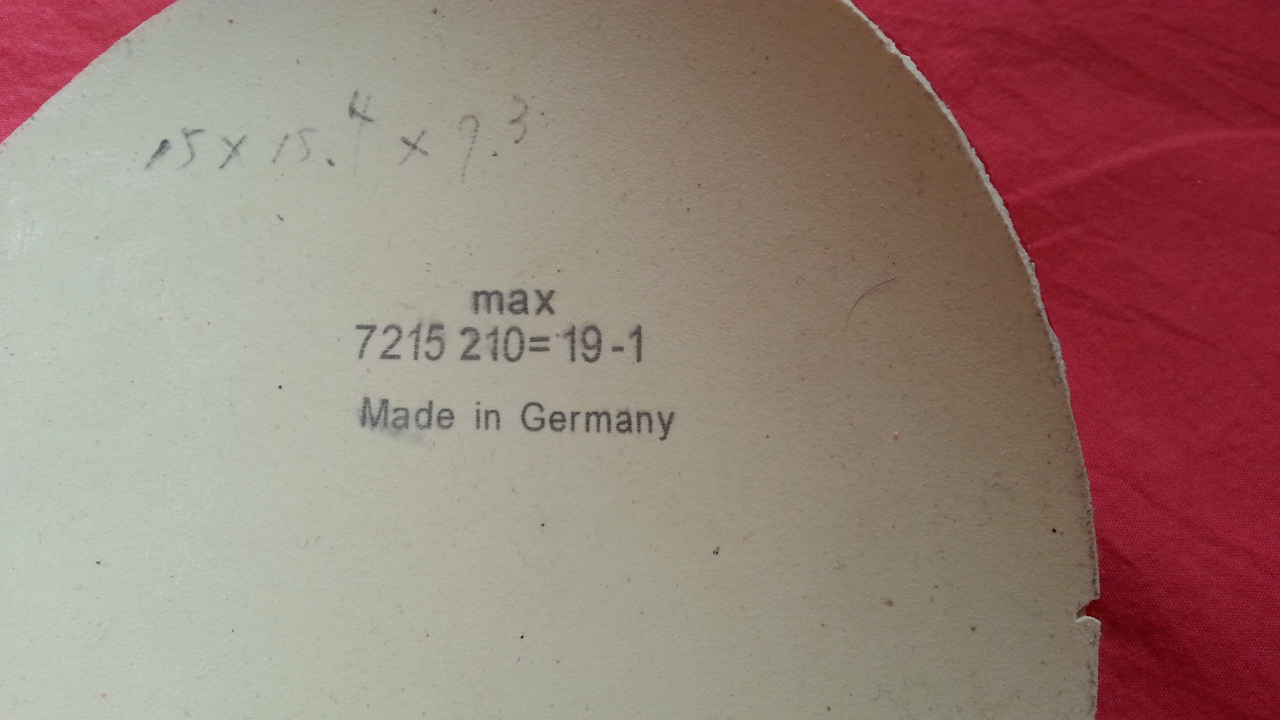 15 x 15.4 x 9.3
max
7215 210= 19-1
Made in Germany